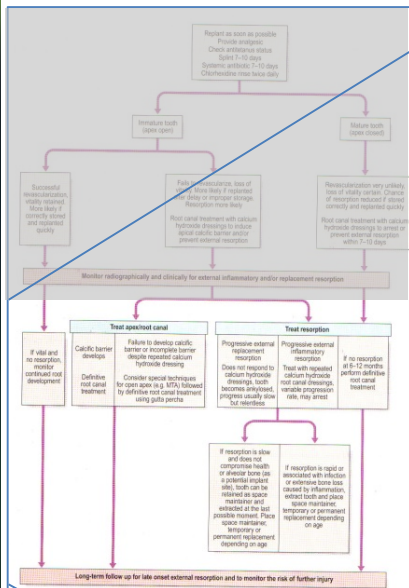 Replant as soon as possible
Provide analgesic
Check antitetanus status
Splint 7–10 days
Systemic antibiotic 7–10 days
Chlorhexidine rinse twice daily
Immature tooth
(apex open)
Mature tooth
(apex closed)
Successful
revascularization,
vitality retained.
More likely if
correctly stored
and replanted
quickly
Fails to revascularize, loss of
vitality. More likely if replanted
after delay or improper storage.
Resorption more likely
Root canal treatment with calcium
hydroxide dressings to induce
apical calcific barrier and/or
prevent external resorption
Revascularization very unlikely,
loss of vitality certain. Chance
of resorption reduced if stored
correctly and replanted quickly
Root canal treatment with calcium
hydroxide dressings to arrest or
prevent external resorption
within 7–10 days
Monitor radiographically and clinically for external inflammatory and/or replacement resorption
If vital and
no resorption,
monitor
continued root
development
Treat apex/root canal
Calcific barrier
develops
Definitive
root canal
treatment
Failure to develop calcific
barrier or incomplete barrier
despite repeated calcium
hydroxide dressing
Consider special techniques
for open apex (e.g. MTA) followed
by definitive root canal treatment
using gutta percha
Treat resorption
Progressive external
replacement
resorption
Does not respond to
calcium hydroxide
dressings, tooth
becomes ankylosed,
progress usually slow
but relentless
Progressive external
inflammatory
resorption
Treat with repeated
calcium hydroxide
root canal dressings,
variable progression
rate, may arrest
If no resorption
at 6–12 months
perform definitive
root canal
treatment
If resorption is slow
and does not
compromise health
or alveolar bone (as
a potential implant
site), tooth can be
retained as space
maintainer and
extracted at the last
possible moment. Place
space maintainer,
temporary or
permanent replacement
depending on age
If resorption is rapid or
associated with infection
or extensive bone loss
caused by inflammation,
extract tooth and place
space maintainer,
temporary or permanent
replacement depending
on age
Long-term follow up for late onset external resorption and to monitor the risk of further injury